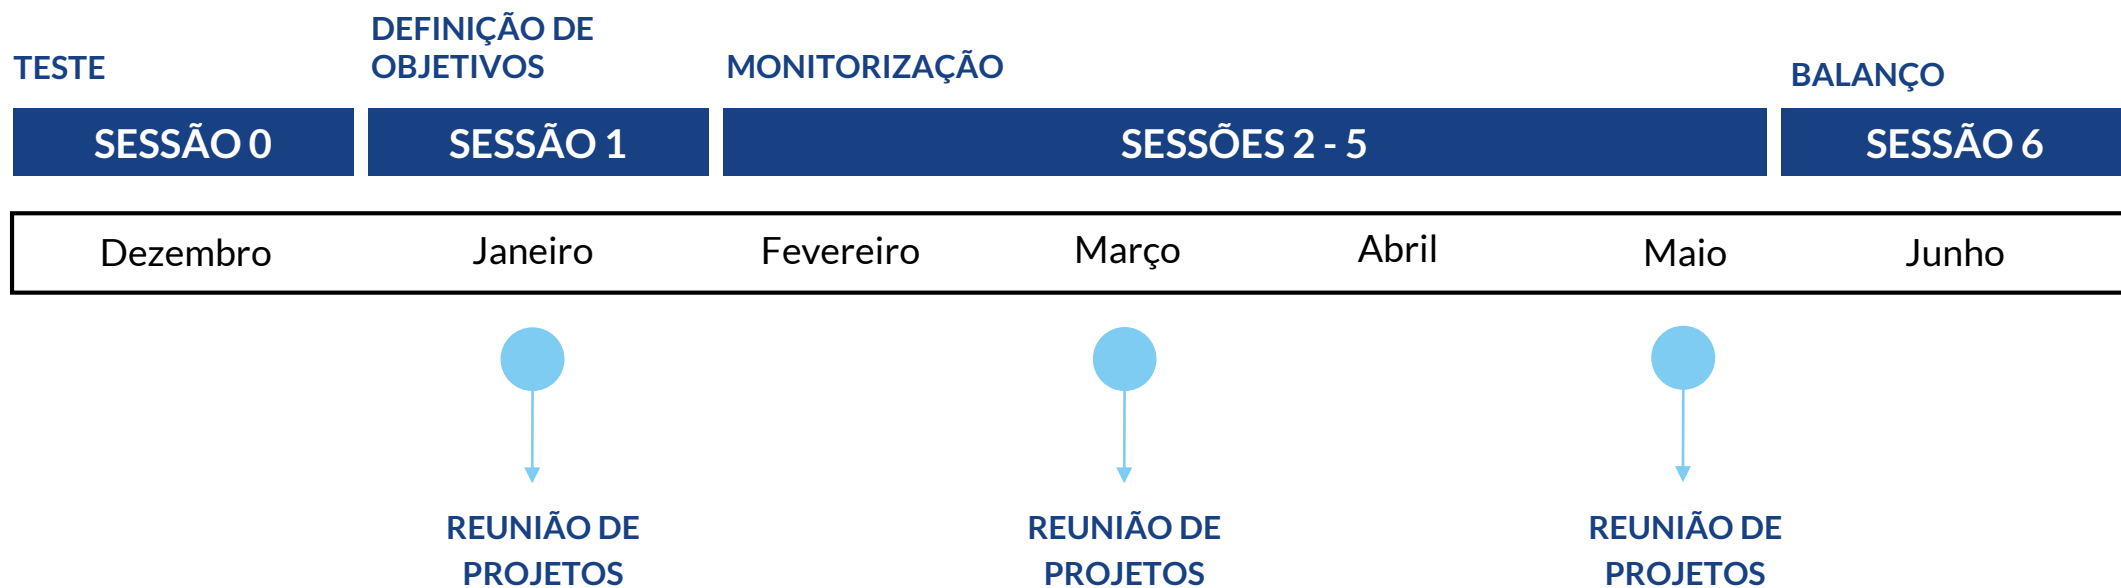 TESTE
DEFINIÇÃO DE
OBJETIVOS
MONITORIZAÇÃO
BALANÇO
SESSÃO 0
SESSÃO 1
SESSÕES 2 - 5
SESSÃO 6
Dezembro
Janeiro
Fevereiro
Março
Abril
Maio
Junho
REUNIÃO DE
PROJETOS
REUNIÃO DE
PROJETOS
REUNIÃO DE
PROJETOS